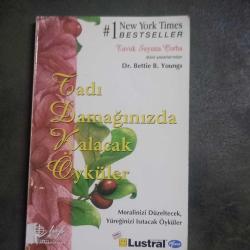 #1 New York Times
BESTSELLER
Tavuk Suyuna Çorba
Dr. Bettie B. Youngs
Tadı
Damağınızda
Kalacak
Öyküler
Moralinizi Düzeltecek,
Yüreğinizi Isıtacak Öyküler
Lustral
Pfizer